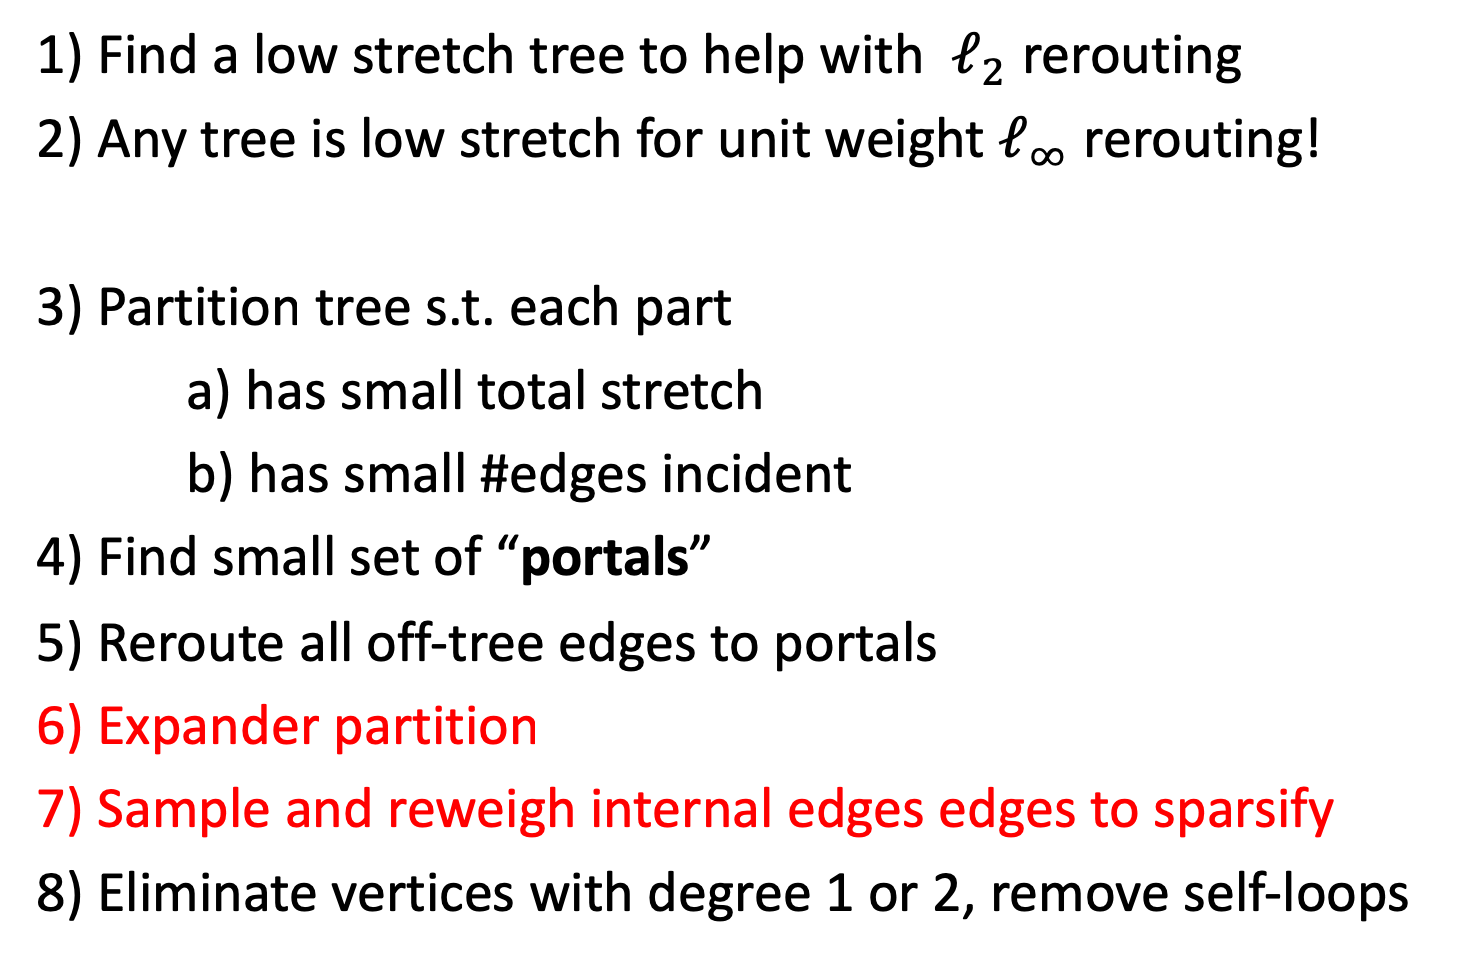 1) Find a low stretch tree to help with ℓ₂ rerouting
2) Any tree is low stretch for unit weight ℓ∞ rerouting!
3) Partition tree s.t. each part
a) has small total stretch
b) has small #edges incident
4) Find small set of “portals”
5) Reroute all off-tree edges to portals
6) Expander partition
7) Sample and reweigh internal edges edges to sparsify
8) Eliminate vertices with degree 1 or 2, remove self-loops